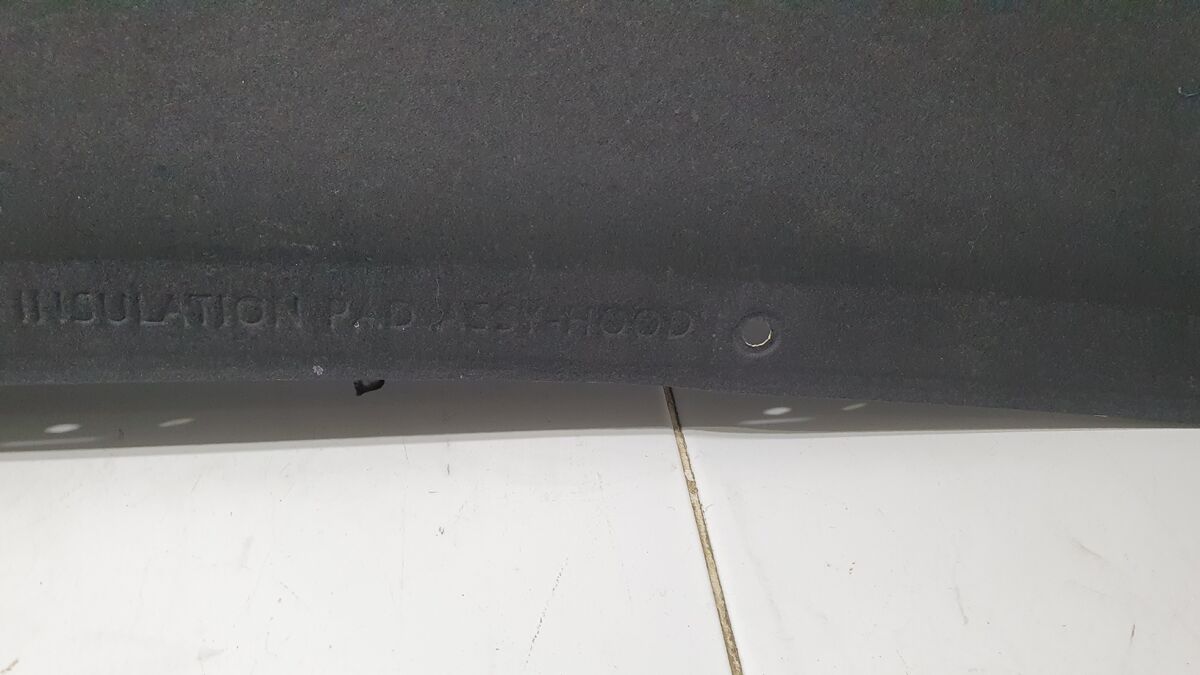 INSULATION PAD ASSY-HOOD